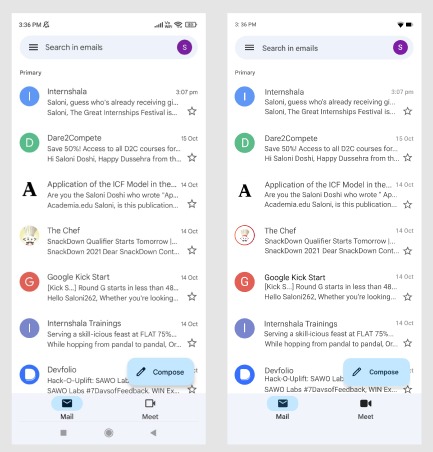 3:36 PM
Search in emails
S
Primary
I
Internshala
3:07 pm
Saloni, guess who's already receiving gi...
Saloni, The Great Internships Festival is...
D
Dare2Compete
15 Oct
Save 50%! Access to all D2C courses for...
Hi Saloni Doshi, Happy Dussehra from th...
A
Application of the ICF Model in the...
14 Oct
Are you the Saloni Doshi who wrote "Ap...
Academia.edu Saloni, is this publication...
The Chef
14 Oct
SnackDown Qualifier Starts Tomorrow |...
SnackDown 2021 Dear SnackDown Cont...
G
Google Kick Start
14 Oct
[Kick S...] Round G starts in less than 48...
Hello Saloni262, Whether you're looking...
I
Internshala Trainings
14 Oct
Serving a skill-icious feast at FLAT 75%...
While hopping from pandal to pandal, Or...
Devfolio
Hack-O-Uplift: SAWO Lab
SAWO Labs #7DaysofFeedback, WIN Ex...
Compose
Mail
Meet
3:36 PM
Search in emails
S
Primary
I
Internshala
3:07 pm
Saloni, guess who's already receiving gi...
Saloni, The Great Internships Festival is...
D
Dare2Compete
15 Oct
Save 50%! Access to all D2C courses for...
Hi Saloni Doshi, Happy Dussehra from th...
A
Application of the ICF Model in the...
14 Oct
Are you the Saloni Doshi who wrote " Ap...
Academia.edu Saloni, is this publication...
The Chef
14 Oct
SnackDown Qualifier Starts Tomorrow |...
SnackDown 2021 Dear SnackDown Cont...
G
Google Kick Start
14 Oct
[Kick S...] Round G starts in less than 48...
Hello Saloni262, Whether you're looking...
I
Internshala Trainings
14 Oct
Serving a skill-icious feast at FLAT 75%...
While hopping from pandal to pandal, Or...
Devfolio
Hack-O-Uplift: SAWO Lab
SAWO Labs #7DaysofFeedback, WIN Ex...
Compose
Mail
Meet